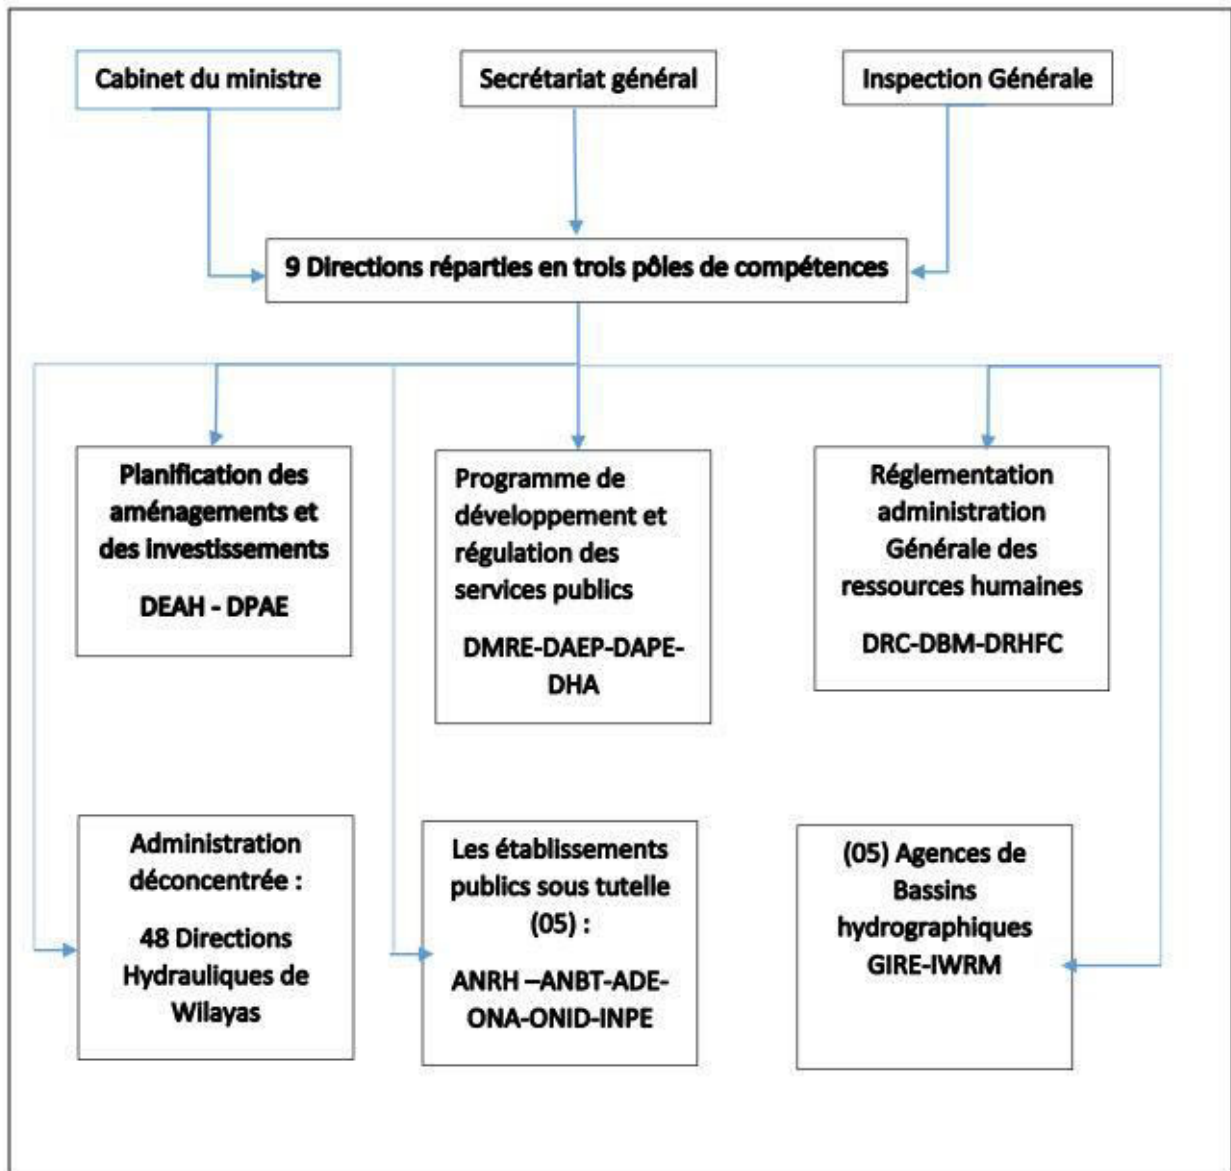 Cabinet du ministre
Secrétariat général
Inspection Générale
9 Directions réparties en trois pôles de compétences
Planification des
aménagements et
des investissements
DEAH - DPAE
Programme de
développement et
régulation des
services publics
DMRE-DAEP-DAPE-
DHA
Réglementation
administration
Générale des
ressources humaines
DRC-DBM-DRHFC
Administration
déconcentrée :
48 Directions
Hydrauliques de
Wilayas
Les établissements
publics sous tutelle
(05) :
ANRH –ANBT-ADE-
ONA-ONID-INPE
(05) Agences de
Bassins
hydrographiques
GIRE-IWRM